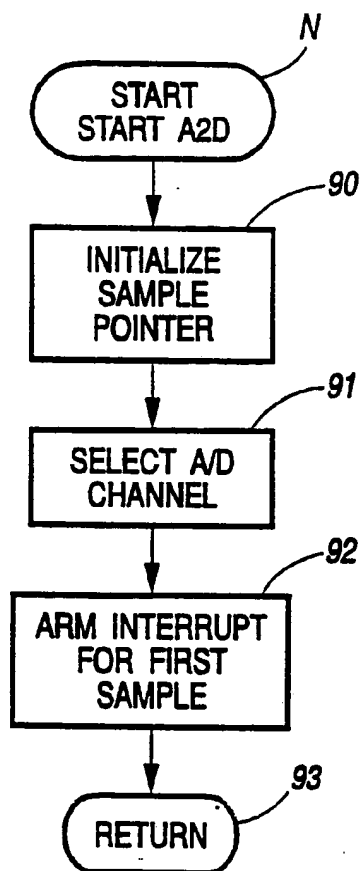 N
START
START A2D
90
INITIALIZE
SAMPLE
POINTER
91
SELECT A/D
CHANNEL
92
ARM INTERRUPT
FOR FIRST
SAMPLE
93
RETURN